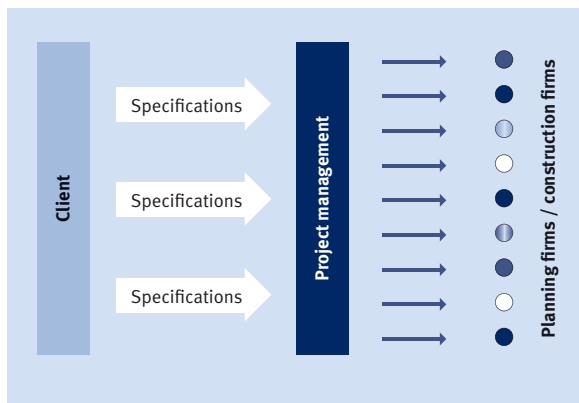 Client
Specifications
Specifications
Specifications
Project management
Planning firms / construction firms